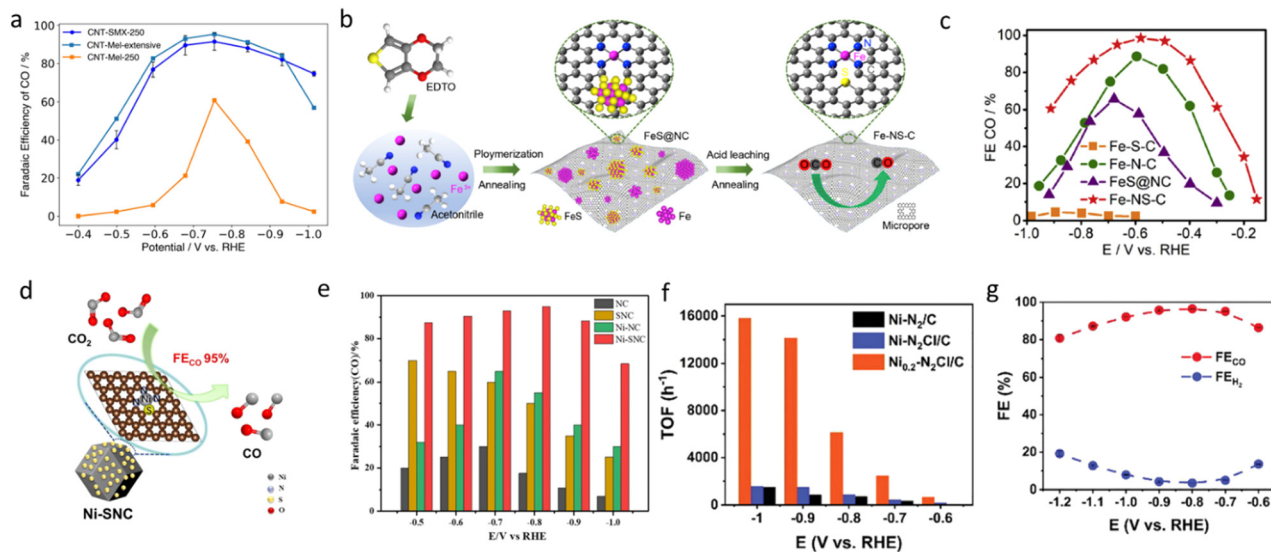 a
Faradaic Efficiency of CO / %
100
80
60
40
20
0
CNT-SMX-250
CNT-Mel-extensive
CNT-Mel-250
-0.4 -0.5 -0.6 -0.7 -0.8 -0.9 -1.0
Potential / V vs. RHE
b
EDTO
Fe3+
Acetonitrile
Ploymerization
Annealing
N
Fe
S
C
FeS@NC
FeS
Fe
Acid leaching
Annealing
N
Fe
S
C
Fe-NS-C
OCO
CO
Micropore
c
FE CO / %
100
80
60
40
20
0
Fe-S-C
Fe-N-C
FeS@NC
Fe-NS-C
-1.0 -0.8 -0.6 -0.4 -0.2
E / V vs. RHE
d
CO2
FECO 95%
N
Ni
N
N
S
CO
Ni-SNC
Ni
N
S
O
e
Faradaic efficiency(CO)/%
100
80
60
40
20
0
NC
SNC
Ni-NC
Ni-SNC
-0.5 -0.6 -0.7 -0.8 -0.9 -1.0
E/V vs RHE
f
TOF (h-1)
16000
12000
8000
4000
0
Ni-N2/C
Ni-N2Cl/C
Ni0.2-N2Cl/C
-1 -0.9 -0.8 -0.7 -0.6
E (V vs. RHE)
g
FE (%)
100
80
60
40
20
0
FECO
FEH2
-1.2 -1.1 -1.0 -0.9 -0.8 -0.7 -0.6
E (V vs. RHE)